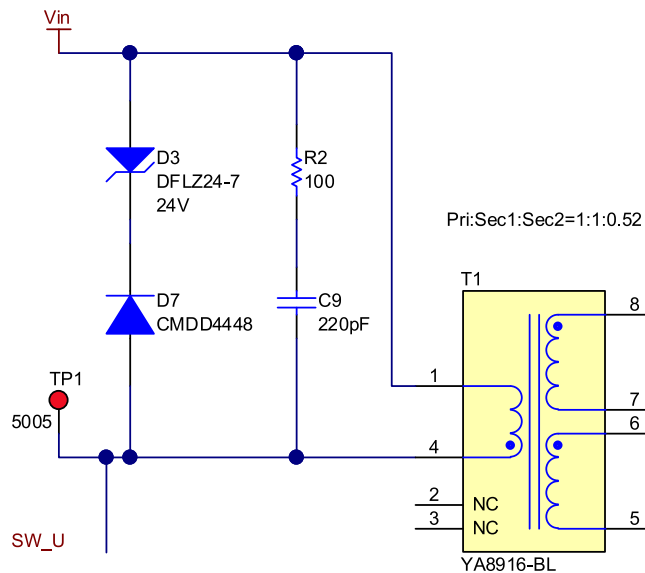 Vin
D3
DFLZ24-7
24V
R2
100
Pri:Sec1:Sec2=1:1:0.52
T1
D7
CMDD4448
C9
220pF
8
1
7
TP1
5005
6
4
2
NC
3
NC
5
SW_U
YA8916-BL